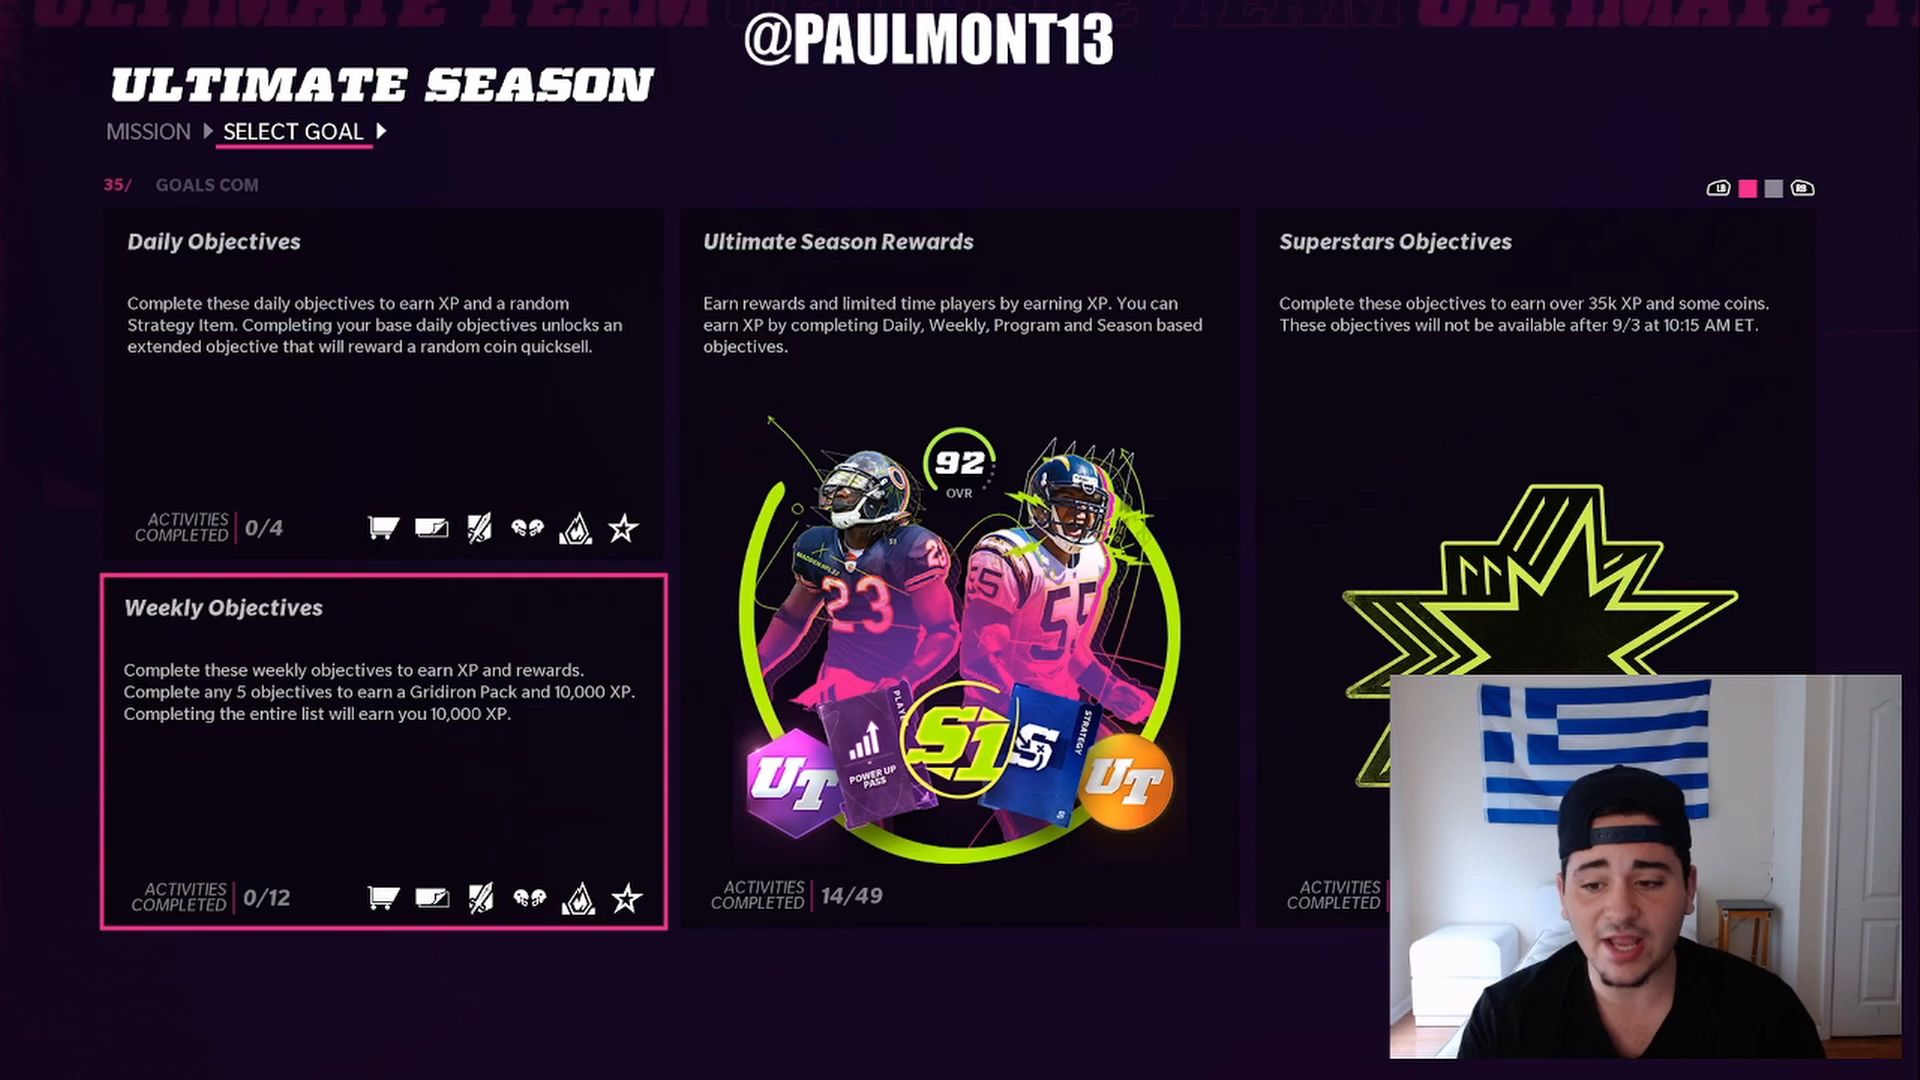 @PAULMONT13
ULTIMATE SEASON
MISSION SELECT GOAL
35/ GOALS COM
LB RB
Daily Objectives
Complete these daily objectives to earn XP and a random
Strategy Item. Completing your base daily objectives unlocks an
extended objective that will reward a random coin quicksell.
ACTIVITIES
COMPLETED 0/4
Weekly Objectives
Complete these weekly objectives to earn XP and rewards.
Complete any 5 objectives to earn a Gridiron Pack and 10,000 XP.
Completing the entire list will earn you 10,000 XP.
ACTIVITIES
COMPLETED 0/12
Ultimate Season Rewards
Earn rewards and limited time players by earning XP. You can
earn XP by completing Daily, Weekly, Program and Season based
objectives.
92
OVR
23
55
UT
POWER UP
PASS
S1
STRATEGY
UT
ACTIVITIES
COMPLETED 14/49
Superstars Objectives
Complete these objectives to earn over 35k XP and some coins.
These objectives will not be available after 9/3 at 10:15 AM ET.
ACTIVITIES
COMPLETED